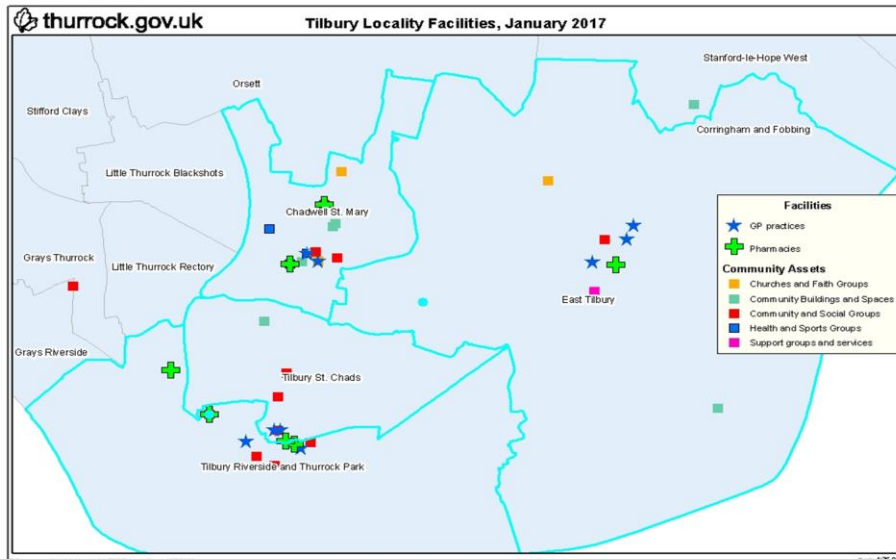 thurrock.gov.uk
Tilbury Locality Facilities, January 2017
Stanford-le-Hope West
Orsett
Stifford Clays
Corringham and Fobbing
Little Thurrock Blackshots
Chadwell St. Mary
Grays Thurrock
Little Thurrock Rectory
East Tilbury
Grays Riverside
Tilbury St. Chads
Tilbury Riverside and Thurrock Park
Facilities
GP practices
Pharmacies
Community Assets
Churches and Faith Groups
Community Buildings and Spaces
Community and Social Groups
Health and Sports Groups
Support groups and services